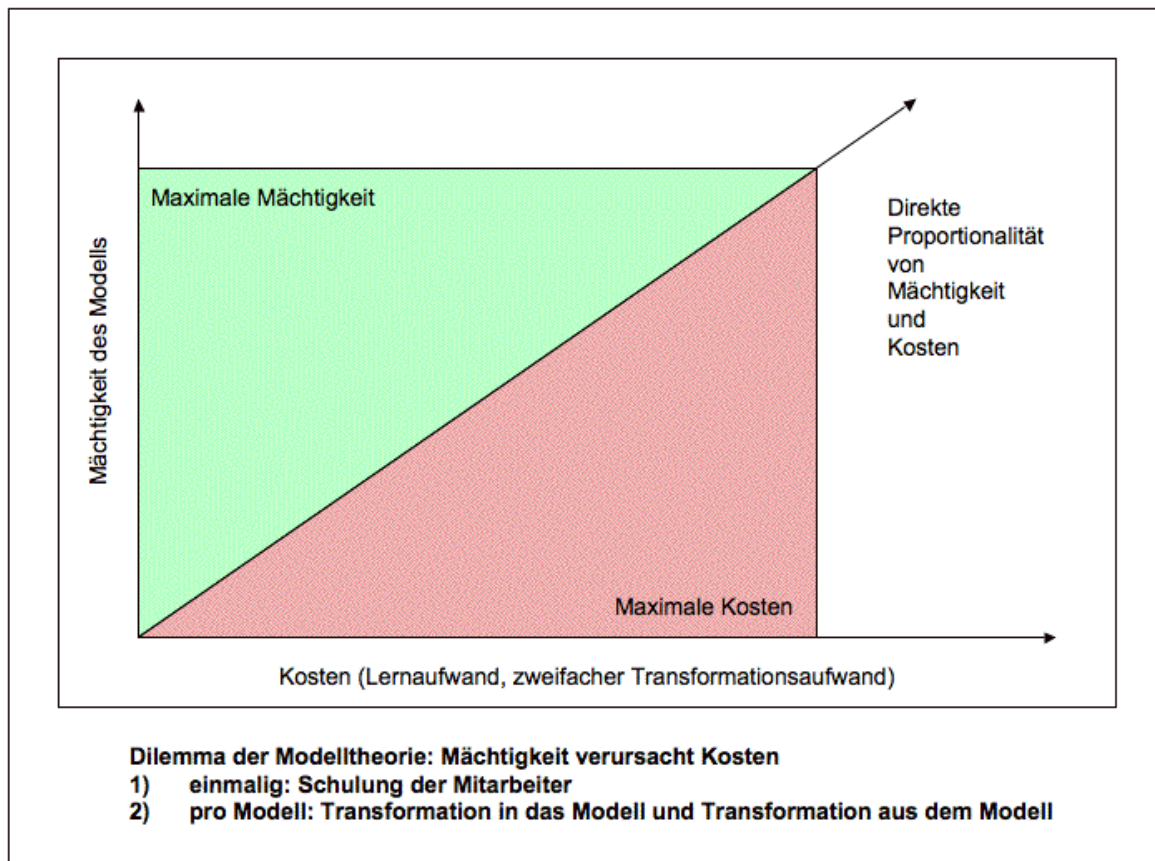 Maximale Mächtigkeit
Mächtigkeit des Modells
Direkte
Proportionalität
von
Mächtigkeit
und
Kosten
Maximale Kosten
Kosten (Lernaufwand, zweifacher Transformationsaufwand)
Dilemma der Modelltheorie: Mächtigkeit verursacht Kosten
1) einmalig: Schulung der Mitarbeiter
2) pro Modell: Transformation in das Modell und Transformation aus dem Modell